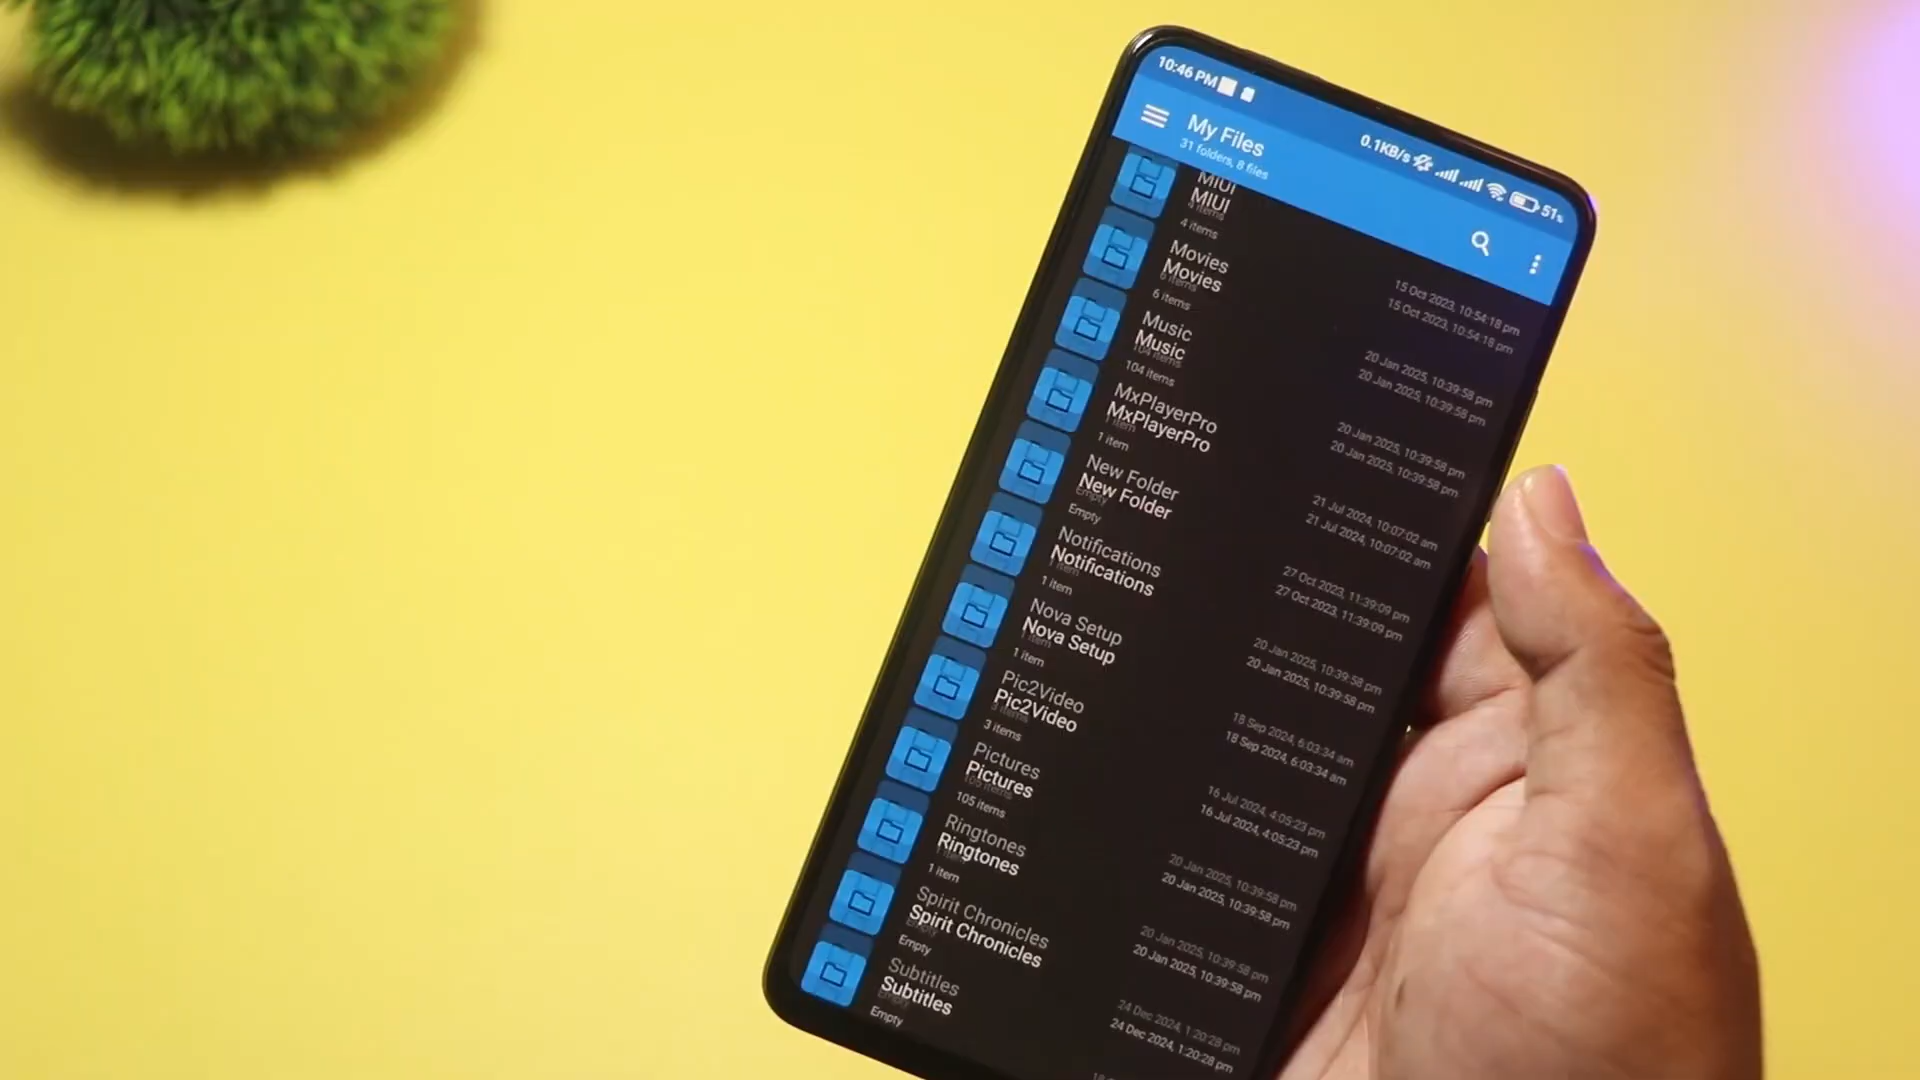 10:46 PM
0.1KB/s 51%
My Files
31 folders, 8 files
MIUI
4 items
15 Oct 2023, 10:54:18 pm
Movies
6 items
20 Jan 2025, 10:39:58 pm
Music
104 items
20 Jan 2025, 10:39:58 pm
MxPlayerPro
1 item
21 Jul 2024, 10:07:02 am
New Folder
Empty
27 Oct 2023, 11:39:09 pm
Notifications
1 item
20 Jan 2025, 10:39:58 pm
Nova Setup
1 item
18 Sep 2024, 6:03:34 am
Pic2Video
3 items
16 Jul 2024, 4:05:23 pm
Pictures
105 items
20 Jan 2025, 10:39:58 pm
Ringtones
1 item
20 Jan 2025, 10:39:58 pm
Spirit Chronicles
Empty
24 Dec 2024, 1:20:28 pm
Subtitles
Empty